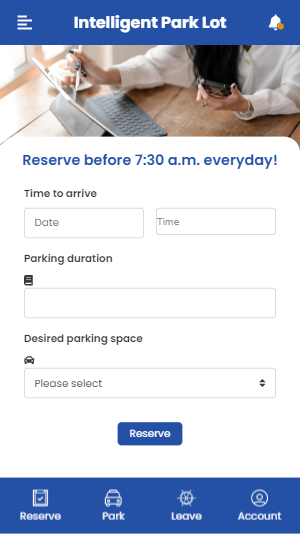 Intelligent Park Lot
Reserve before 7:30 a.m. everyday!
Time to arrive
Date
Time
Parking duration
Desired parking space
Please select
Reserve
Reserve
Park
Leave
Account